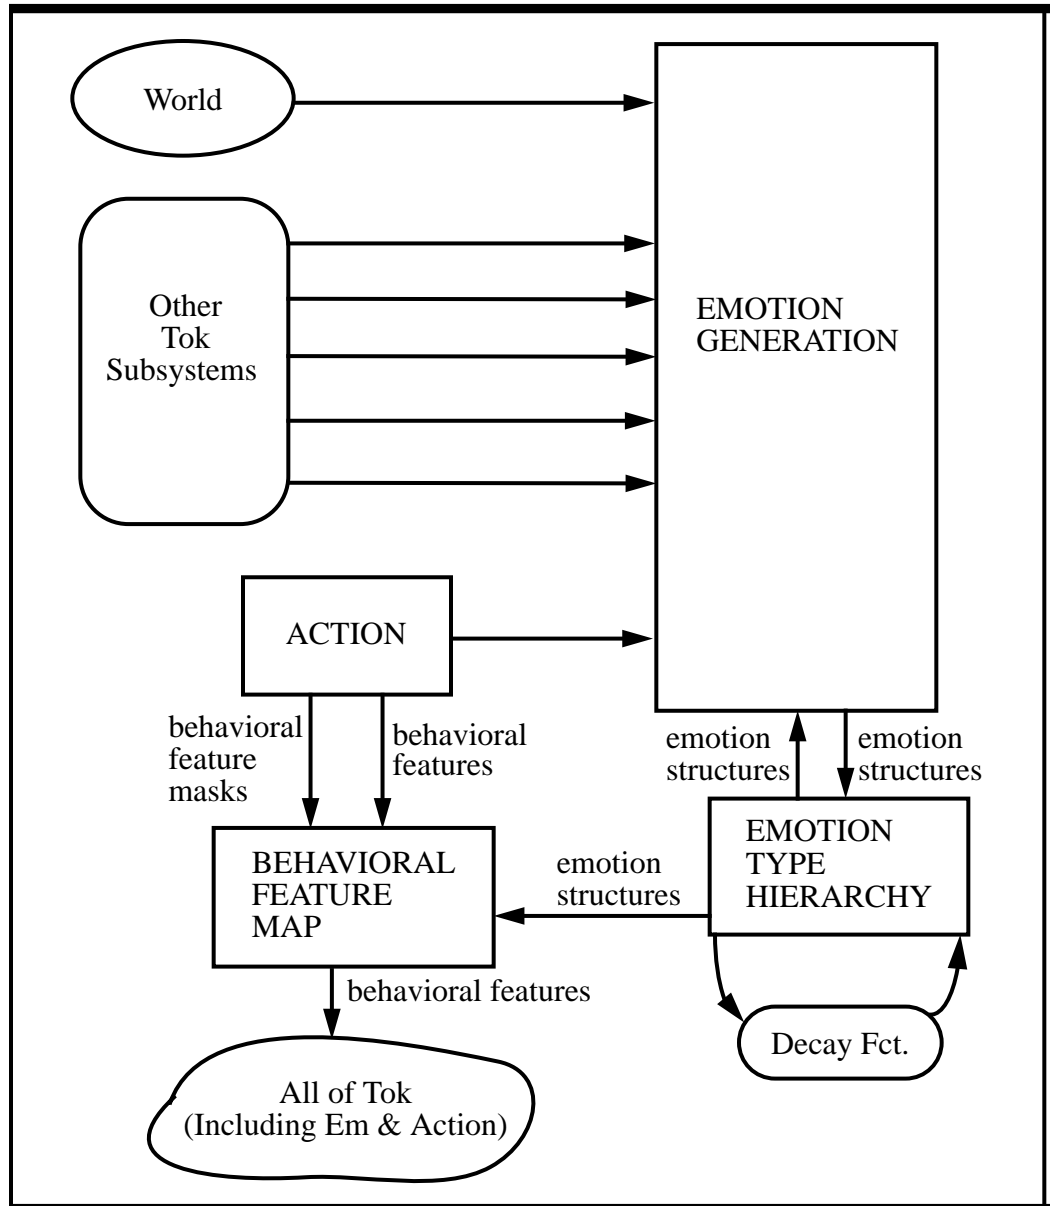 World
Other
Tok
Subsystems
EMOTION
GENERATION
ACTION
behavioral
feature
masks
behavioral
features
emotion
structures
emotion
structures
BEHAVIORAL
FEATURE
MAP
emotion
structures
EMOTION
TYPE
HIERARCHY
behavioral features
Decay Fct.
All of Tok
(Including Em & Action)